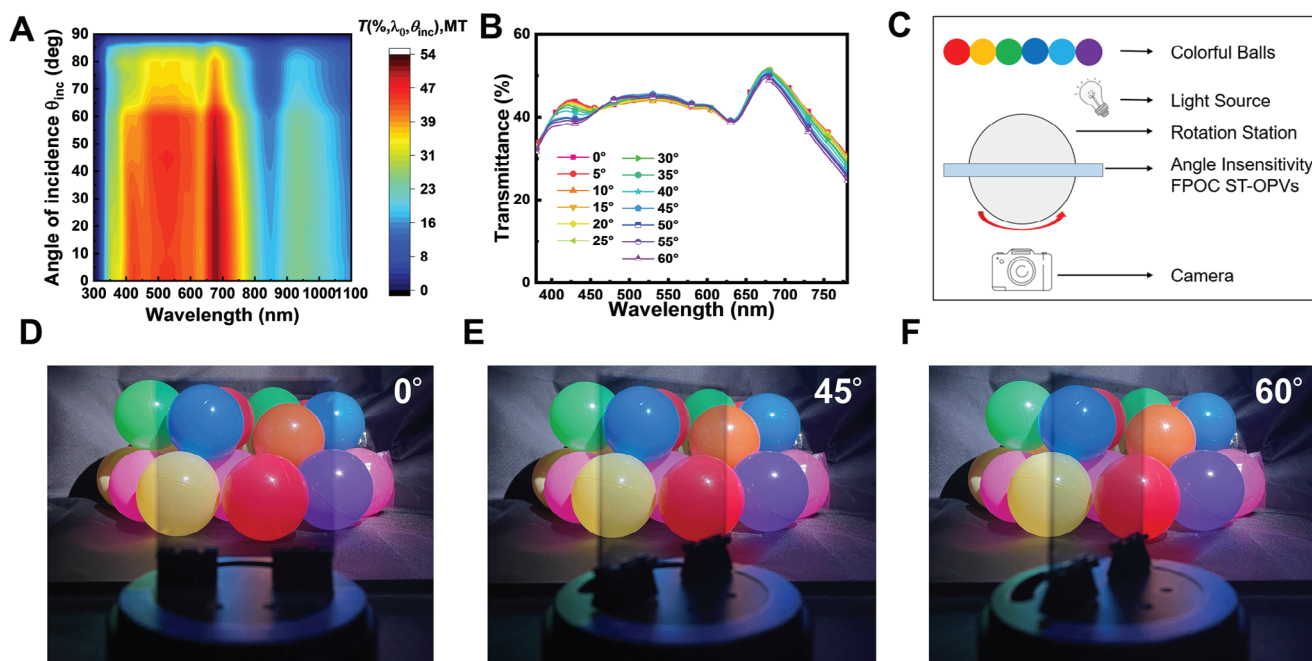 A
T(%,λ₀,θinc),MT
Angle of incidence θinc (deg)
90
80
70
60
50
40
30
20
10
0
300 400 500 600 700 800 900 1000 1100
Wavelength (nm)
54
47
39
31
23
16
8
0
B
Transmittance (%)
60
40
20
0
0° 30°
5° 35°
10° 40°
15° 45°
20° 50°
25° 55°
60°
400 450 500 550 600 650 700 750
Wavelength (nm)
C
Colorful Balls
Light Source
Rotation Station
Angle Insensitivity
FPOC ST-OPVs
Camera
D
0°
E
45°
F
60°